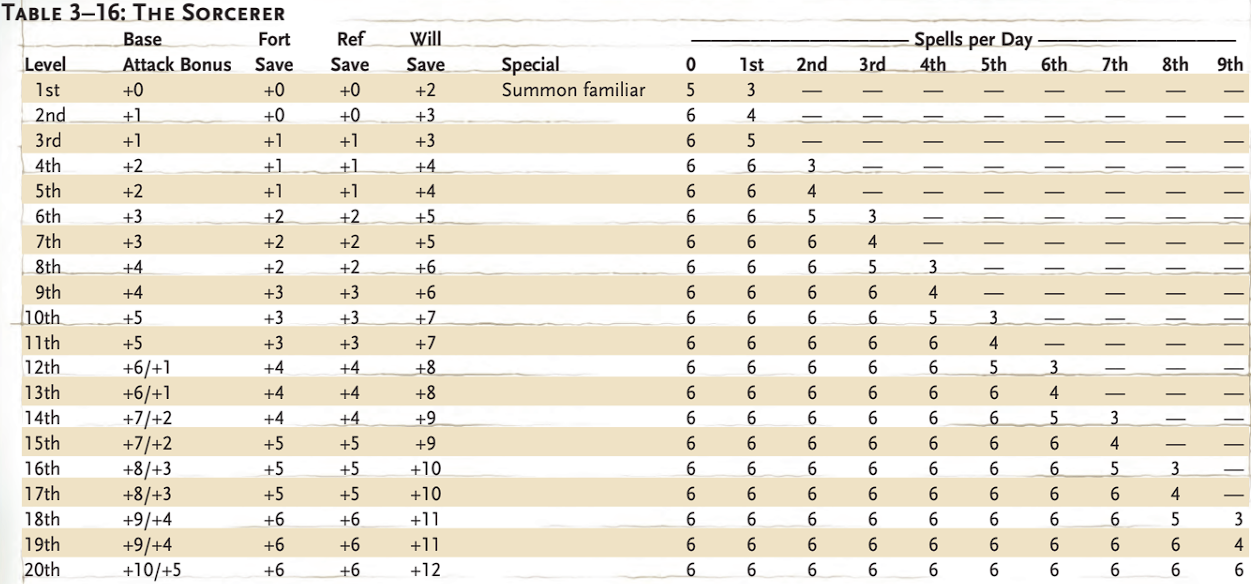 TABLE 3–16: THE SORCERER
Base Fort Ref Will Spells per Day
Level Attack Bonus Save Save Save Special 0 1st 2nd 3rd 4th 5th 6th 7th 8th 9th
1st +0 +0 +0 +2 Summon familiar 5 3 — — — — — — — —
2nd +1 +0 +0 +3 6 4 — — — — — — — —
3rd +1 +1 +1 +3 6 5 — — — — — — — —
4th +2 +1 +1 +4 6 6 3 — — — — — — —
5th +2 +1 +1 +4 6 6 4 — — — — — — —
6th +3 +2 +2 +5 6 6 5 3 — — — — — —
7th +3 +2 +2 +5 6 6 6 4 — — — — — —
8th +4 +2 +2 +6 6 6 6 5 3 — — — — —
9th +4 +3 +3 +6 6 6 6 6 4 — — — — —
10th +5 +3 +3 +7 6 6 6 6 5 3 — — — —
11th +5 +3 +3 +7 6 6 6 6 6 4 — — — —
12th +6/+1 +4 +4 +8 6 6 6 6 6 5 3 — — —
13th +6/+1 +4 +4 +8 6 6 6 6 6 6 4 — — —
14th +7/+2 +4 +4 +9 6 6 6 6 6 6 5 3 — —
15th +7/+2 +5 +5 +9 6 6 6 6 6 6 6 4 — —
16th +8/+3 +5 +5 +10 6 6 6 6 6 6 6 5 3 —
17th +8/+3 +5 +5 +10 6 6 6 6 6 6 6 6 4 —
18th +9/+4 +6 +6 +11 6 6 6 6 6 6 6 6 5 3
19th +9/+4 +6 +6 +11 6 6 6 6 6 6 6 6 6 4
20th +10/+5 +6 +6 +12 6 6 6 6 6 6 6 6 6 6